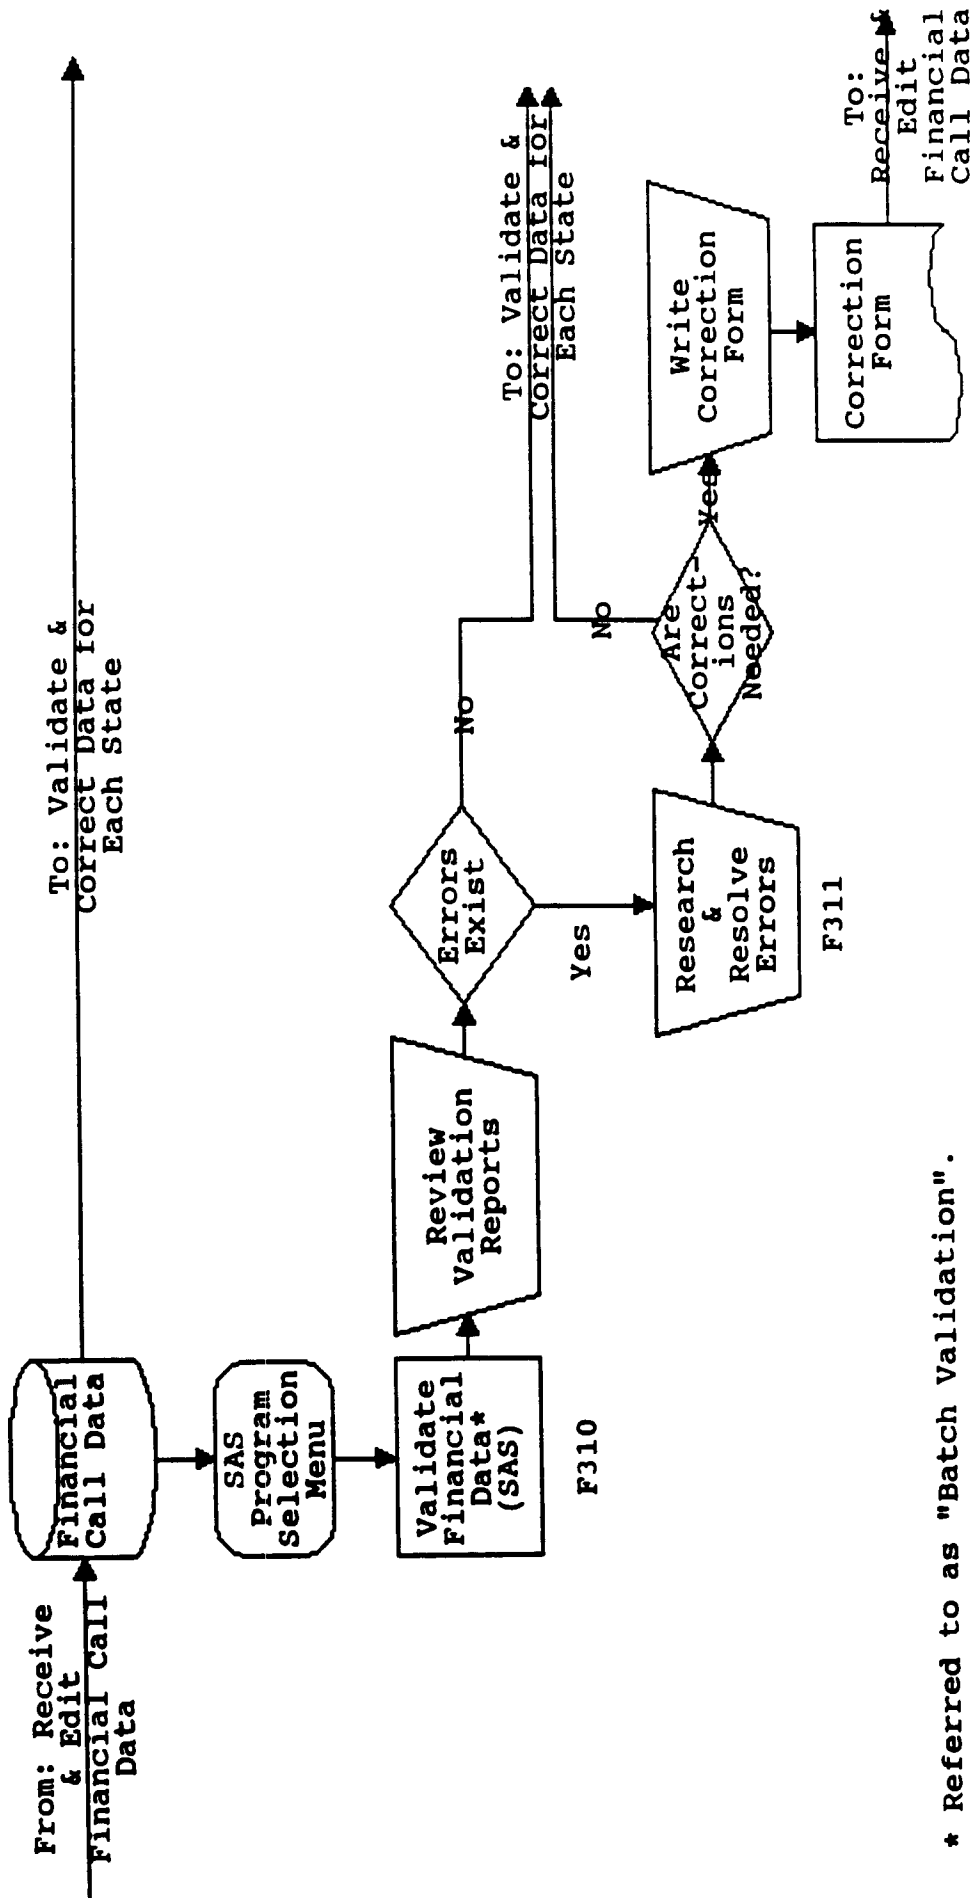 From: Receive
& Edit
Financial Call
Data
Financial
Call Data
To: Validate &
Correct Data for
Each State
SAS
Program
Selection
Menu
Validate
Financial
Data*
(SAS)
F310
Review
Validation
Reports
Errors
Exist
No
Yes
To: Validate &
Correct Data for
Each State
Research
&
Resolve
Errors
F311
Are
Correct-
ions
Needed?
No
Yes
Write
Correction
Form
Correction
Form
To:
Receive &
Edit
Financial
Call Data
* Referred to as "Batch Validation".